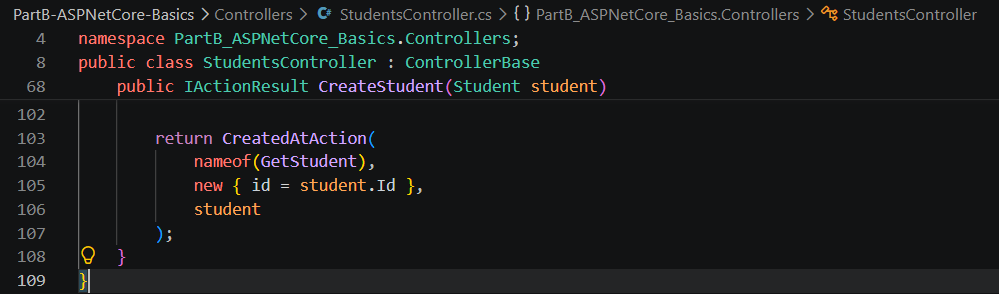 PartB-ASPNetCore-Basics > Controllers > StudentsController.cs > {} PartB_ASPNetCore_Basics.Controllers > StudentsController
4 namespace PartB_ASPNetCore_Basics.Controllers;
8 public class StudentsController : ControllerBase
68 public IActionResult CreateStudent(Student student)
102
103 return CreatedAtAction(
104 nameof(GetStudent),
105 new { id = student.Id },
106 student
107 );
108 }
109 }